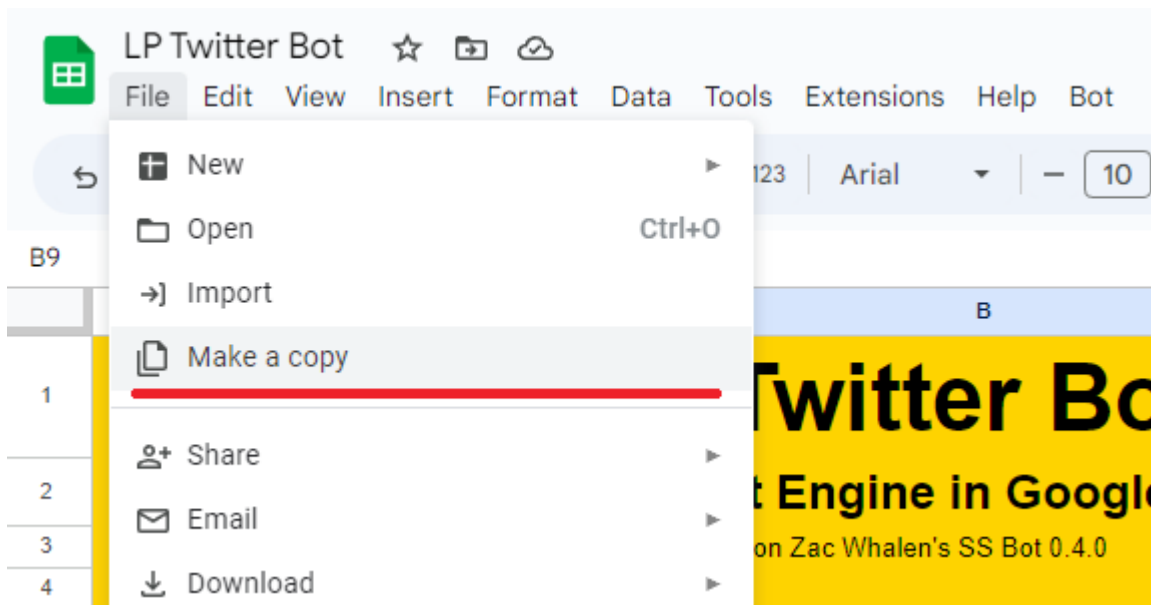 LP Twitter Bot
File Edit View Insert Format Data Tools Extensions Help Bot
New
123 Arial 10
Open Ctrl+O
B9
Import
B
Make a copy
1
Twitter Bo
Share
2
t Engine in Googl
Email
3
on Zac Whalen's SS Bot 0.4.0
4
Download